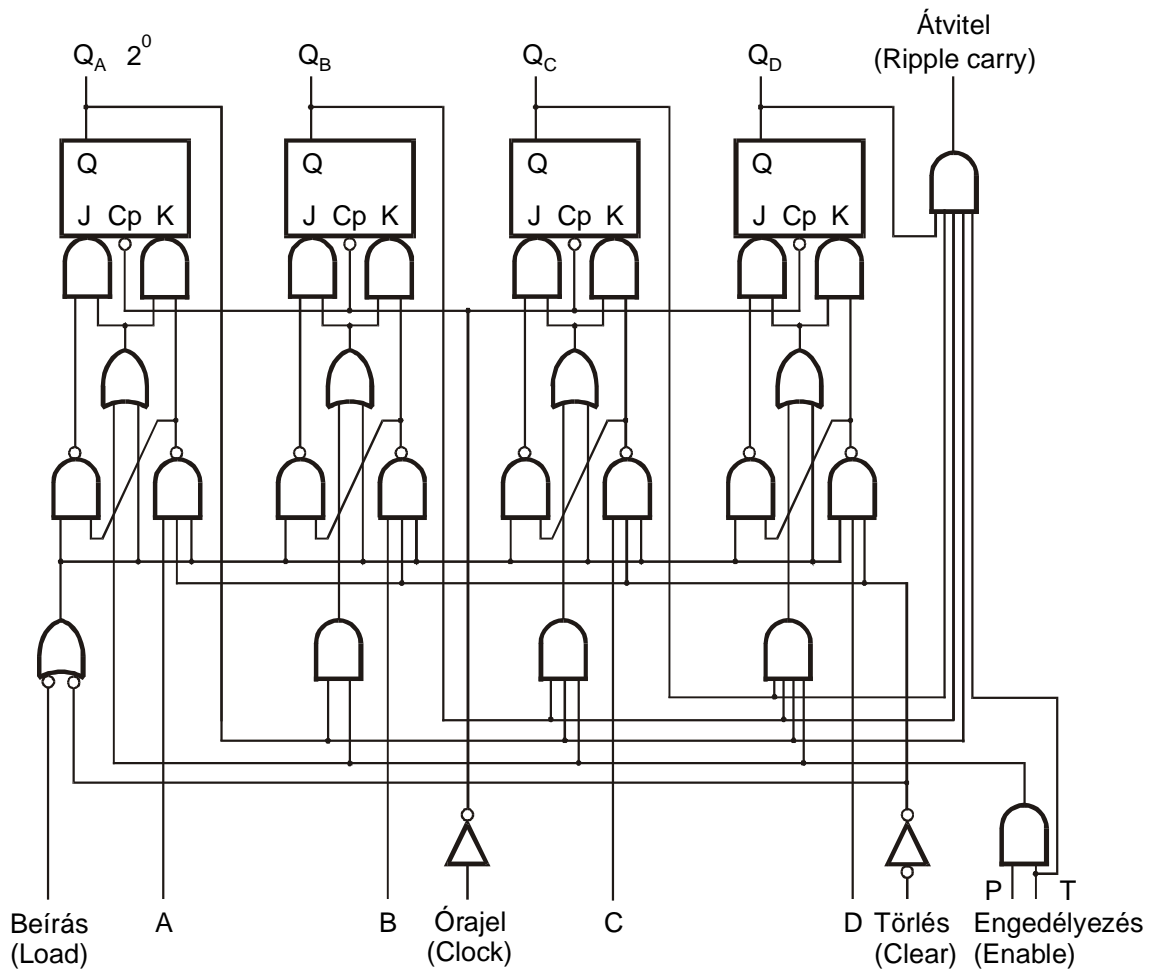 Átvitel
(Ripple carry)
Q_A 2^0
Q_B
Q_C
Q_D
Q
Q
Q
Q
J Cp K
J Cp K
J Cp K
J Cp K
P T
Beírás
(Load)
A
B
Órajel
(Clock)
C
D
Törlés
(Clear)
Engedélyezés
(Enable)